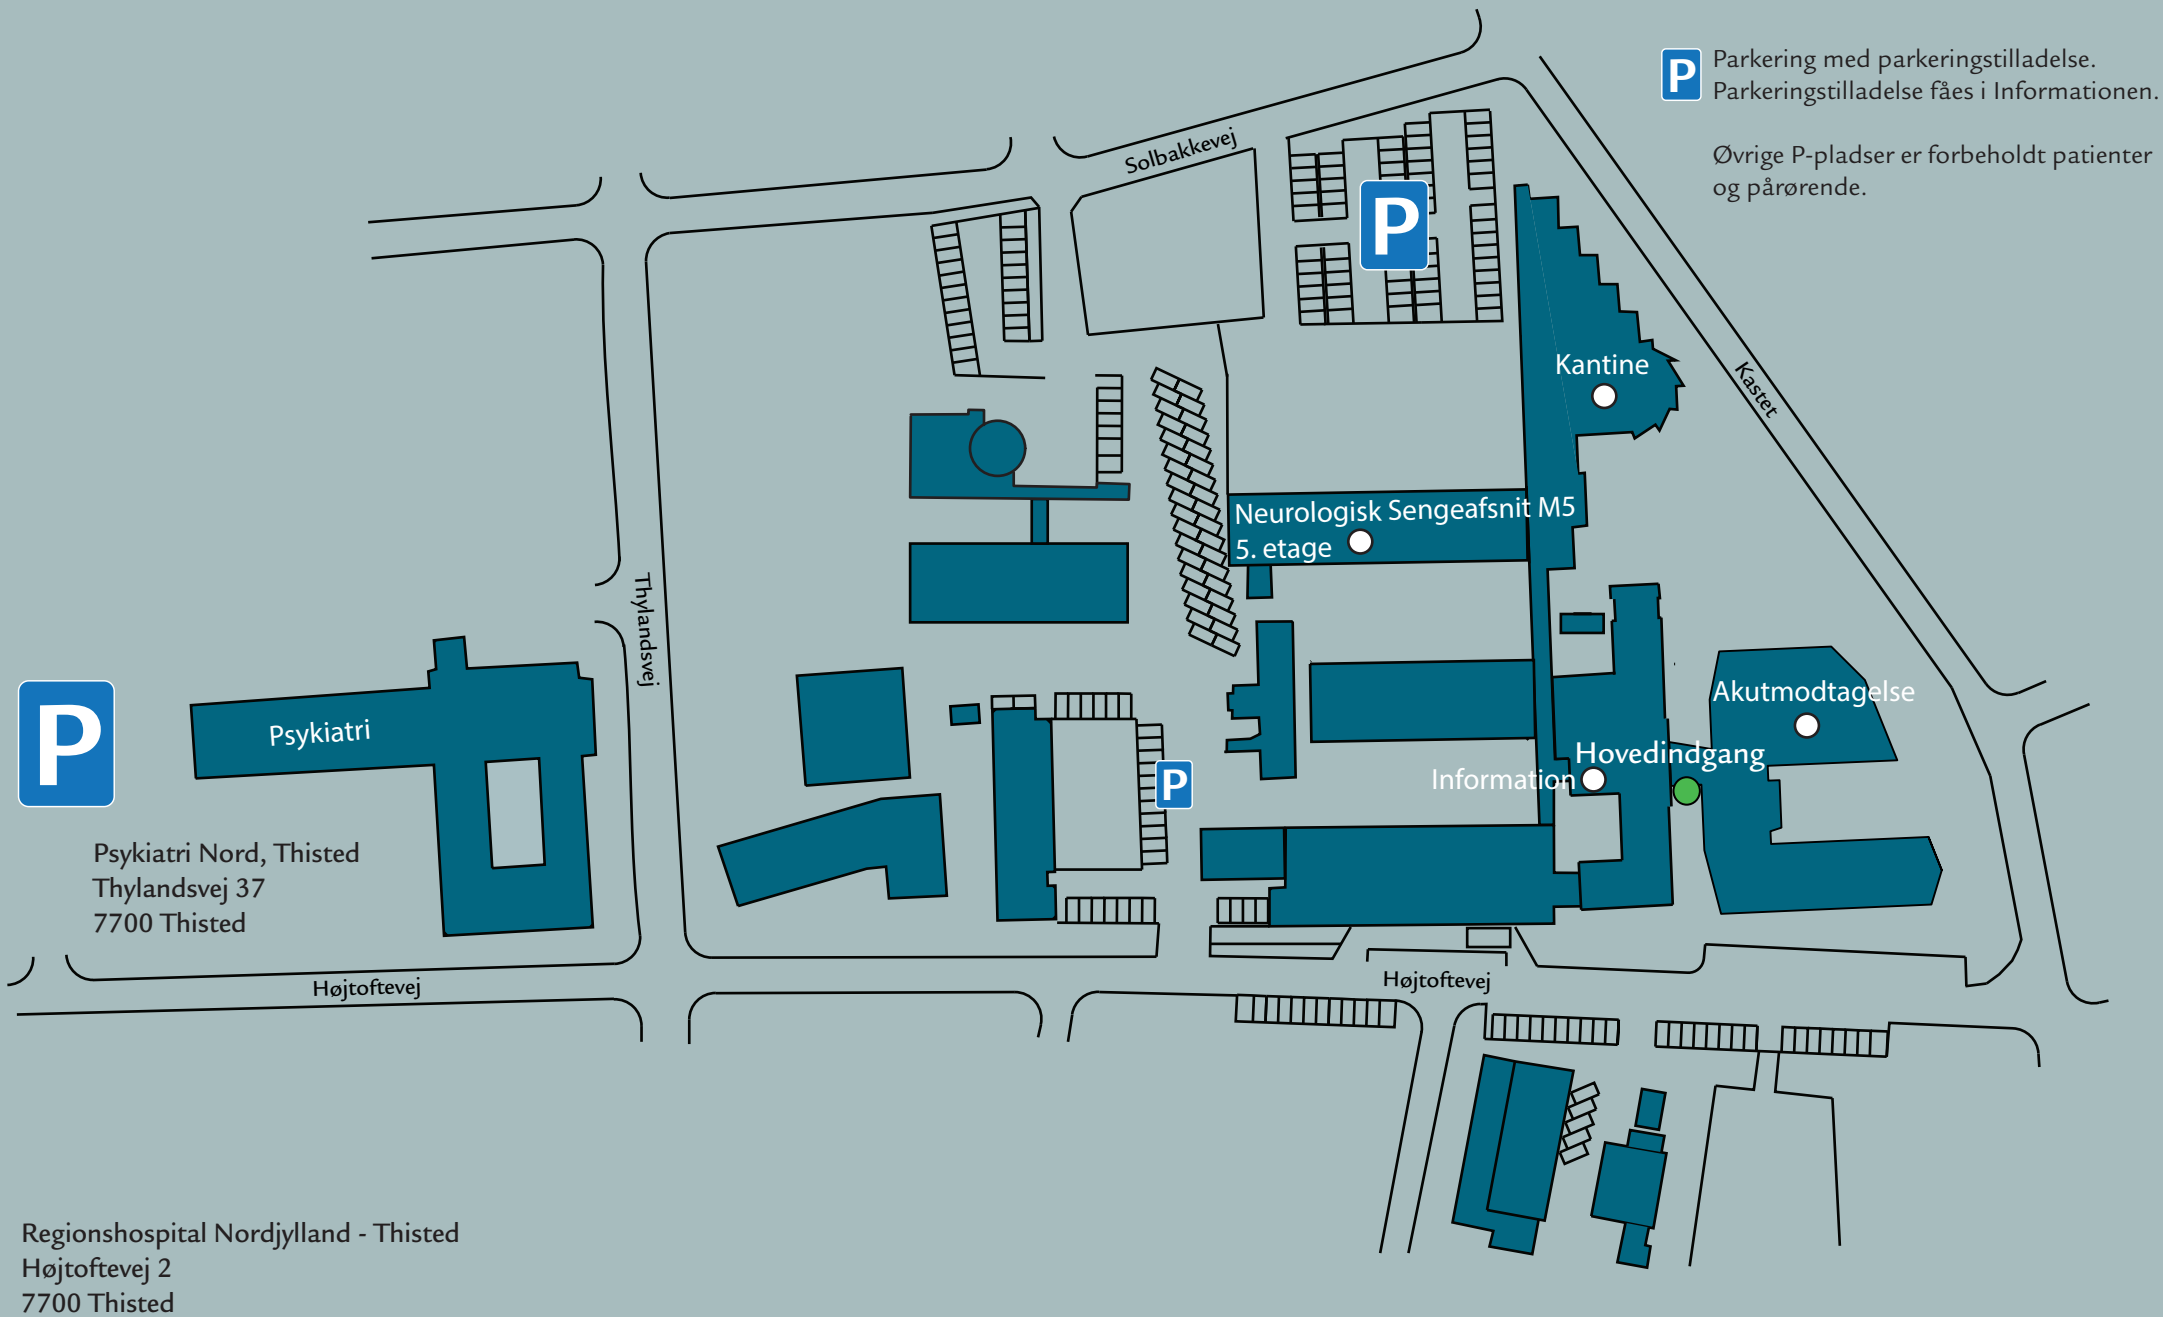 P Parkering med parkeringstilladelse.
Parkeringstilladelse fåes i Informationen.
Øvrige P-pladser er forbeholdt patienter
og pårørende.
Solbakkevej
P
Kantine
Kastet
Neurologisk Sengeafsnit M5
5. etage
Thylandsvej
P
Psykiatri
Akutmodtagelse
Hovedindgang
Information
P
Psykiatri Nord, Thisted
Thylandsvej 37
7700 Thisted
Højtoftevej
Højtoftevej
Regionshospital Nordjylland - Thisted
Højtoftevej 2
7700 Thisted